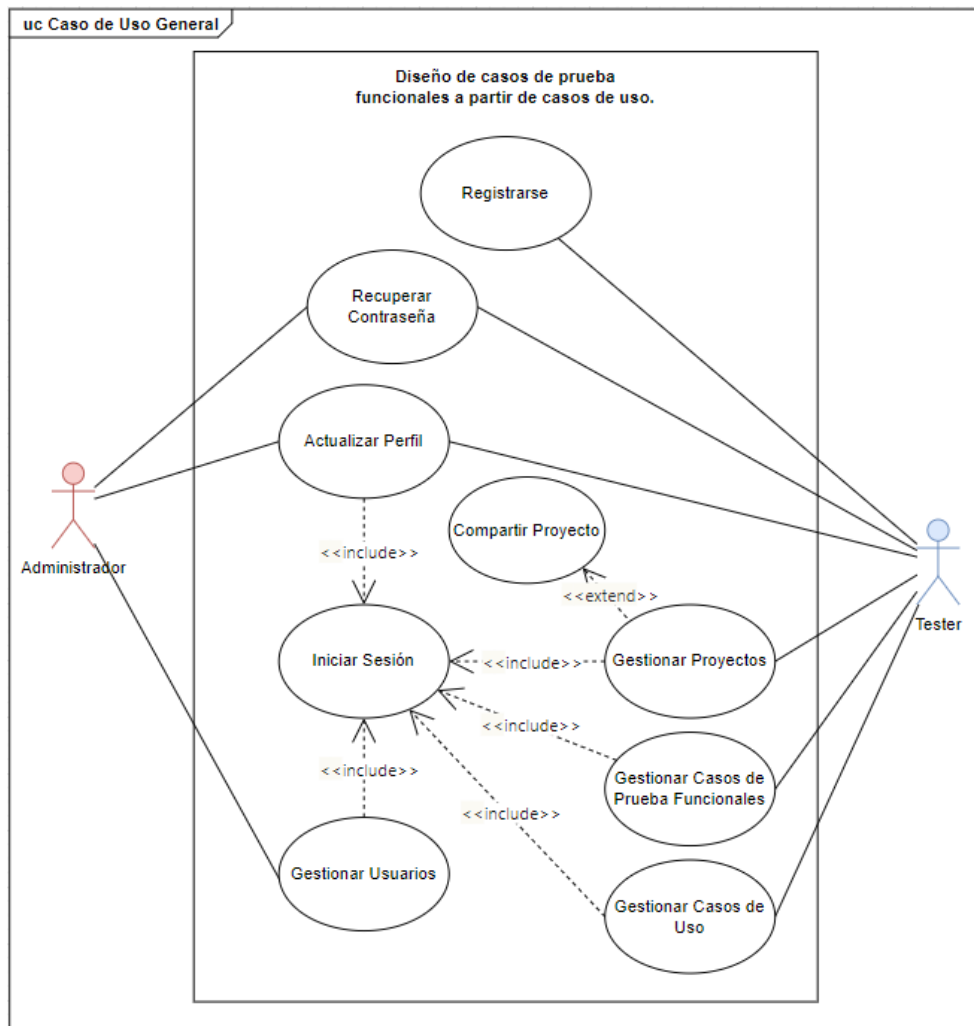 uc Caso de Uso General
Diseño de casos de prueba
funcionales a partir de casos de uso.
Registrarse
Recuperar
Contraseña
Actualizar Perfil
Compartir Proyecto
<<include>>
Administrador
<<extend>>
Tester
Iniciar Sesión
<<include>>
Gestionar Proyectos
<<include>>
<<include>>
Gestionar Casos de
Prueba Funcionales
<<include>>
Gestionar Usuarios
Gestionar Casos de
Uso